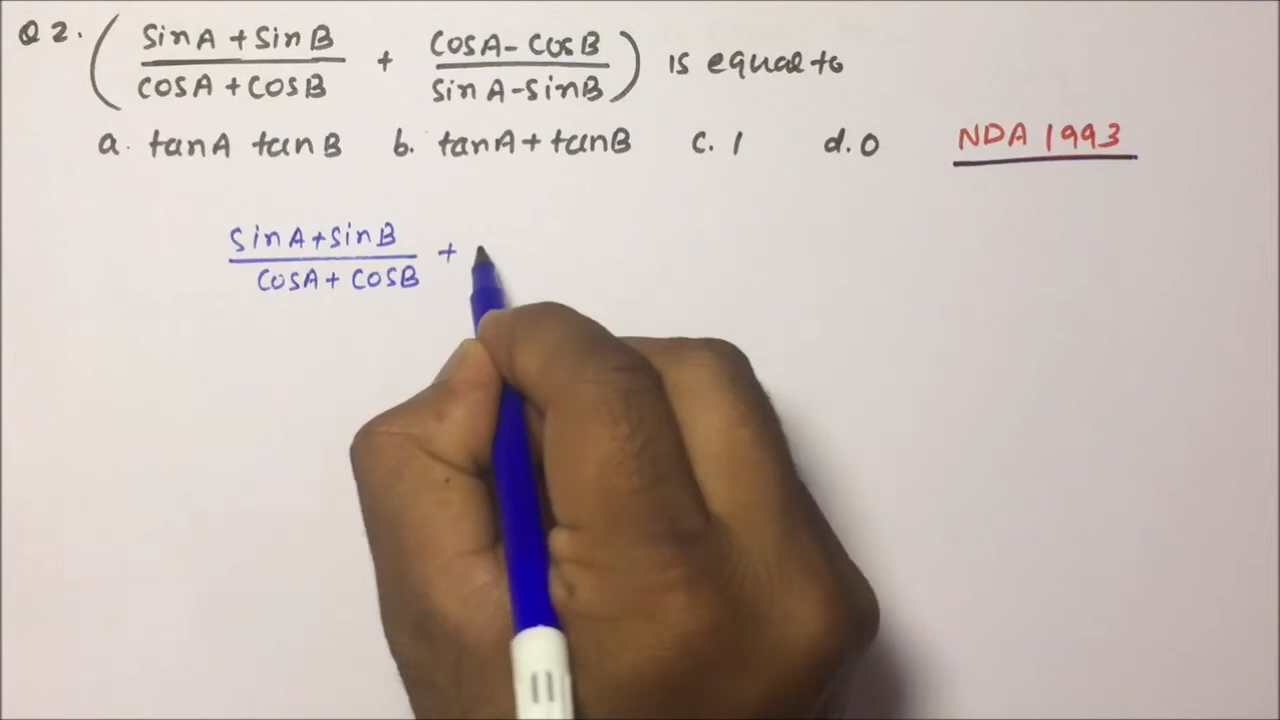 Q2. ( sinA + sinB / cosA + cosB + cosA - cosB / sinA - sinB ) is equal to
a. tanA tanB b. tanA + tanB c. 1 d. 0 NDA 1993
sinA + sinB / cosA + cosB +